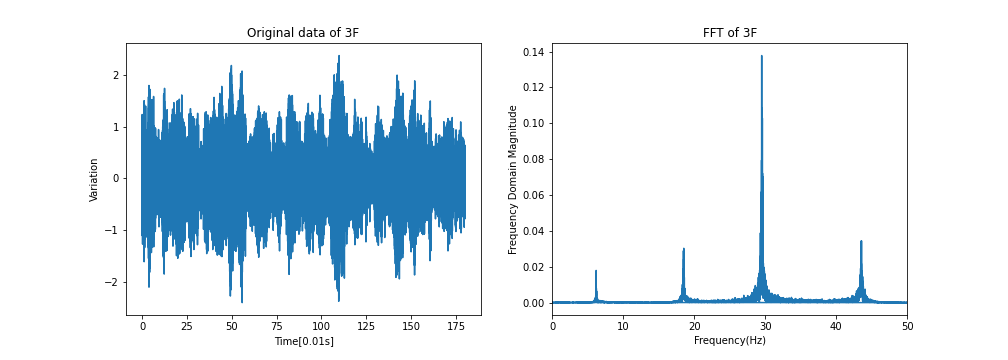 Original data of 3F
Variation
2
1
0
−1
−2
0 25 50 75 100 125 150 175
Time[0.01s]
FFT of 3F
Frequency Domain Magnitude
0.14
0.12
0.10
0.08
0.06
0.04
0.02
0.00
0 10 20 30 40 50
Frequency(Hz)